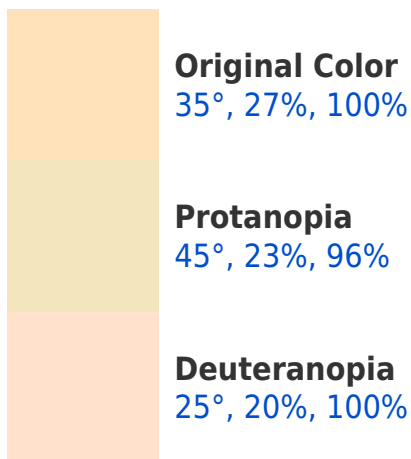 Original Color
35°, 27%, 100%
Protanopia
45°, 23%, 96%
Deuteranopia
25°, 20%, 100%